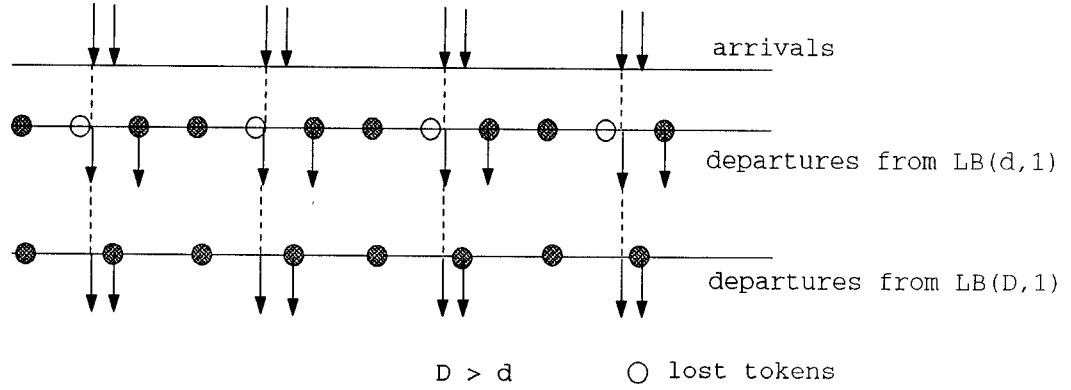 arrivals
departures from LB(d,1)
departures from LB(D,1)
D > d
lost tokens